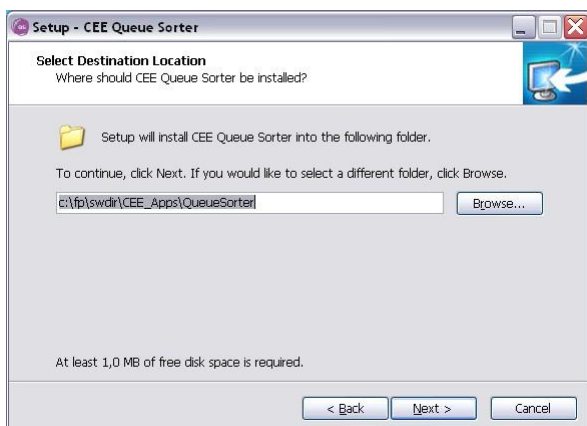 Setup - CEE Queue Sorter
Select Destination Location
Where should CEE Queue Sorter be installed?
Setup will install CEE Queue Sorter into the following folder.
To continue, click Next. If you would like to select a different folder, click Browse.
c:\fp\swdir\CEE_Apps\QueueSorter
Browse...
At least 1,0 MB of free disk space is required.
< Back
Next >
Cancel